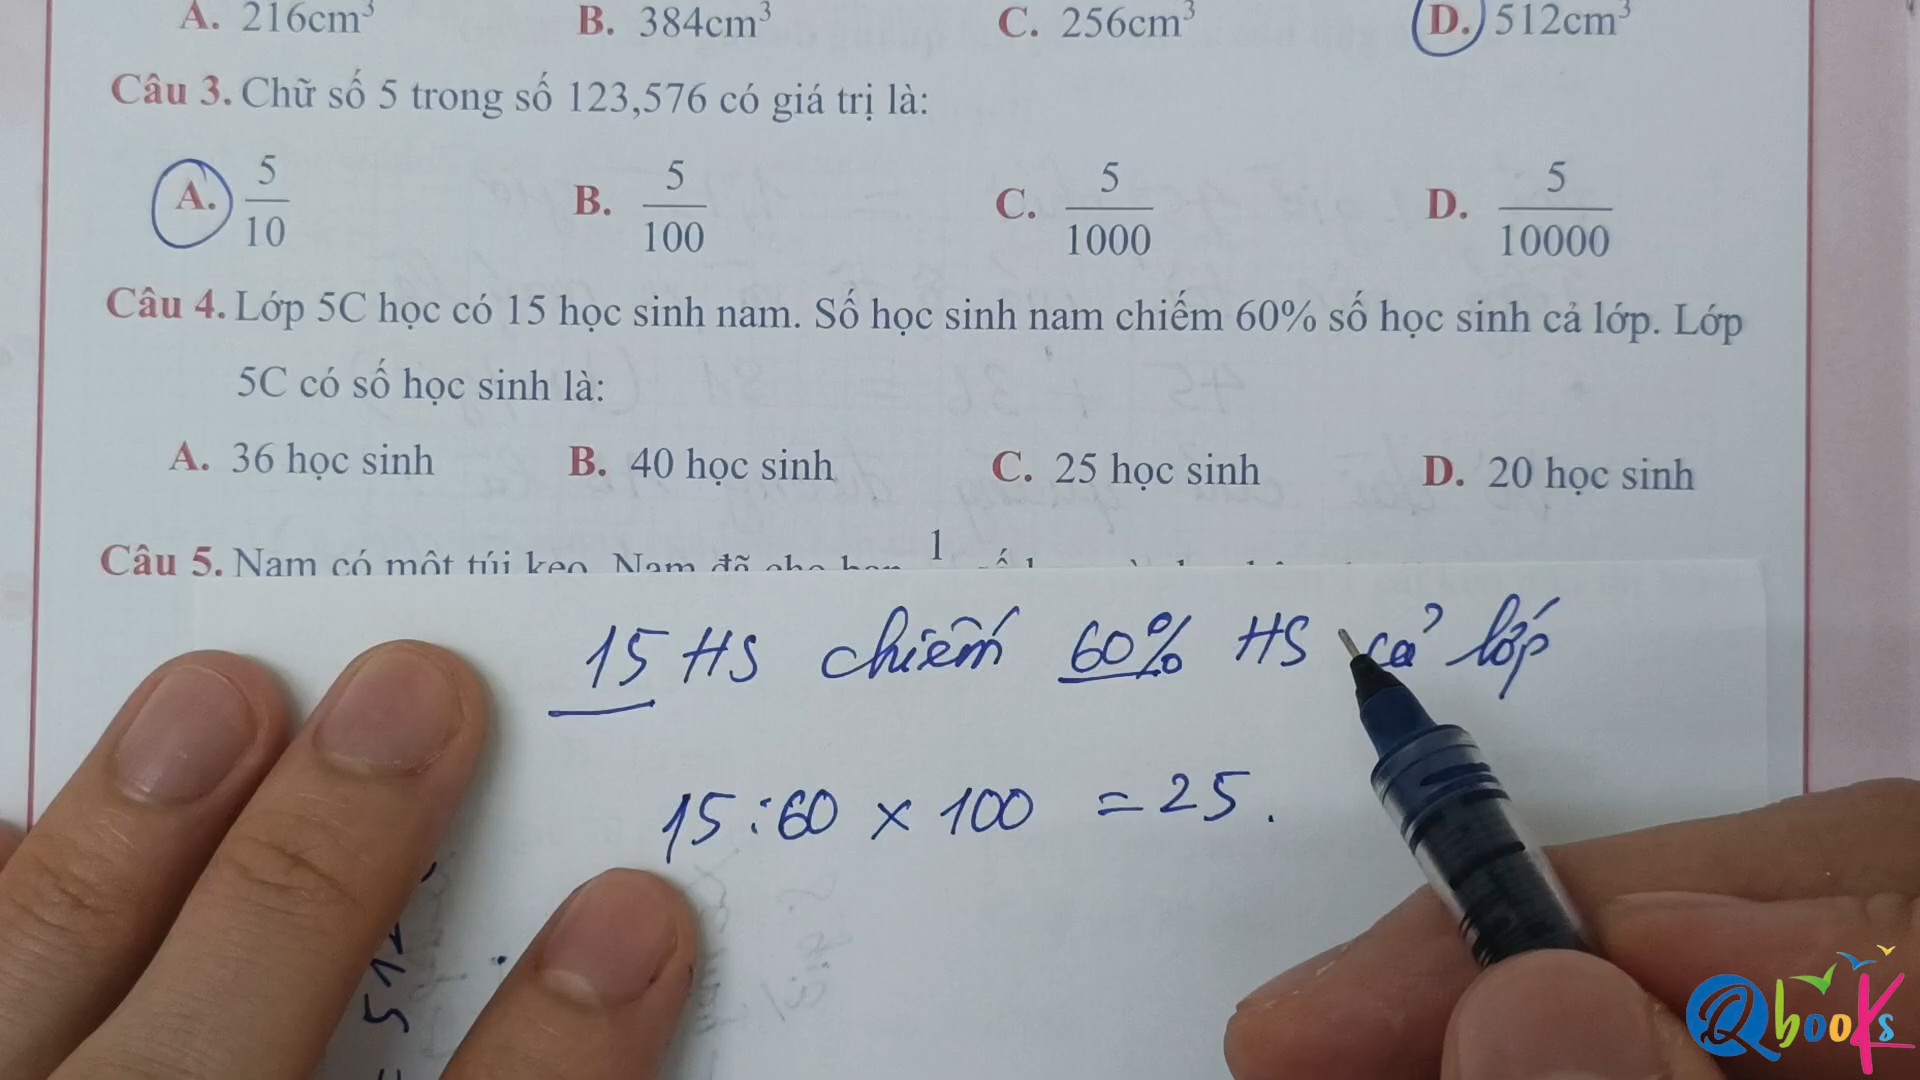 A. 216cm³ B. 384cm³ C. 256cm³ D. 512cm³
Câu 3. Chữ số 5 trong số 123,576 có giá trị là:
A. 5/10 B. 5/100 C. 5/1000 D. 5/10000
Câu 4. Lớp 5C học có 15 học sinh nam. Số học sinh nam chiếm 60% số học sinh cả lớp. Lớp
5C có số học sinh là:
A. 36 học sinh B. 40 học sinh C. 25 học sinh D. 20 học sinh
Câu 5. Nam có một túi kẹo. Nam đã cho bạn 1
15 HS chiếm 60% HS cả lớp
15 : 60 x 100 = 25.
512
Qbooks